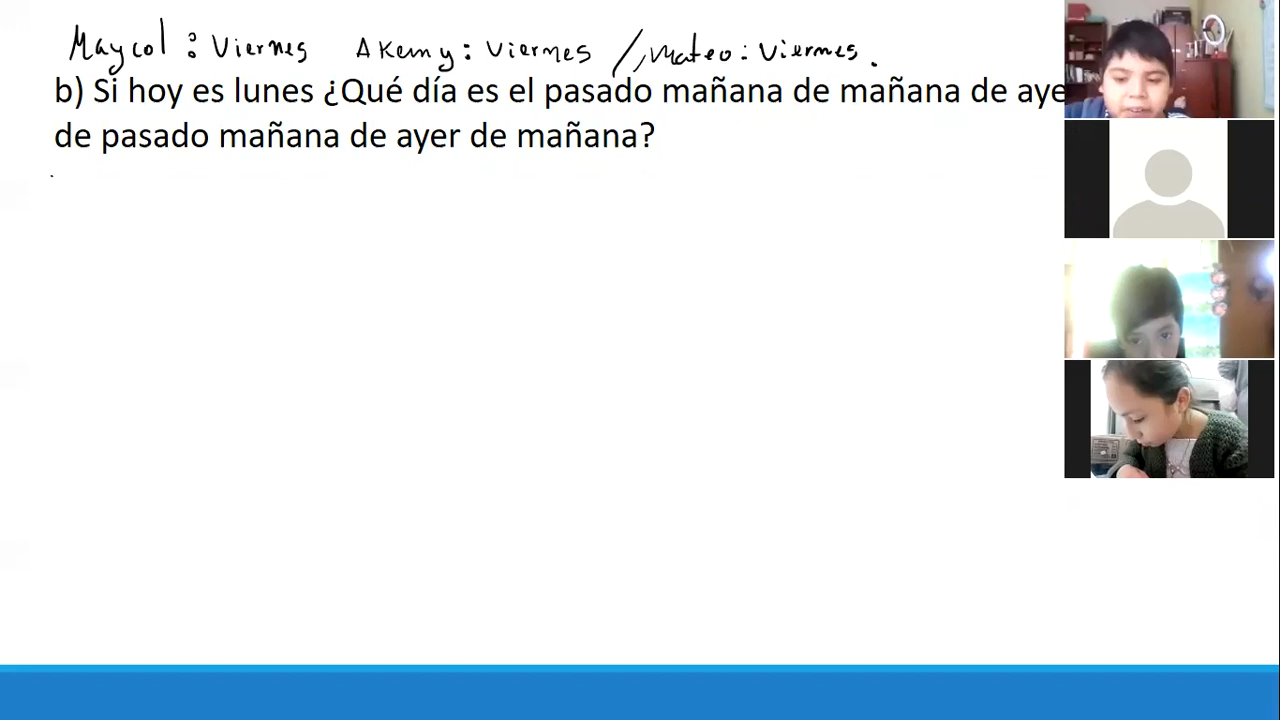 Maycol : Viernes Akemy : Viernes /, Mateo : Viernes.
b) Si hoy es lunes ¿Qué día es el pasado mañana de mañana de aye
de pasado mañana de ayer de mañana?